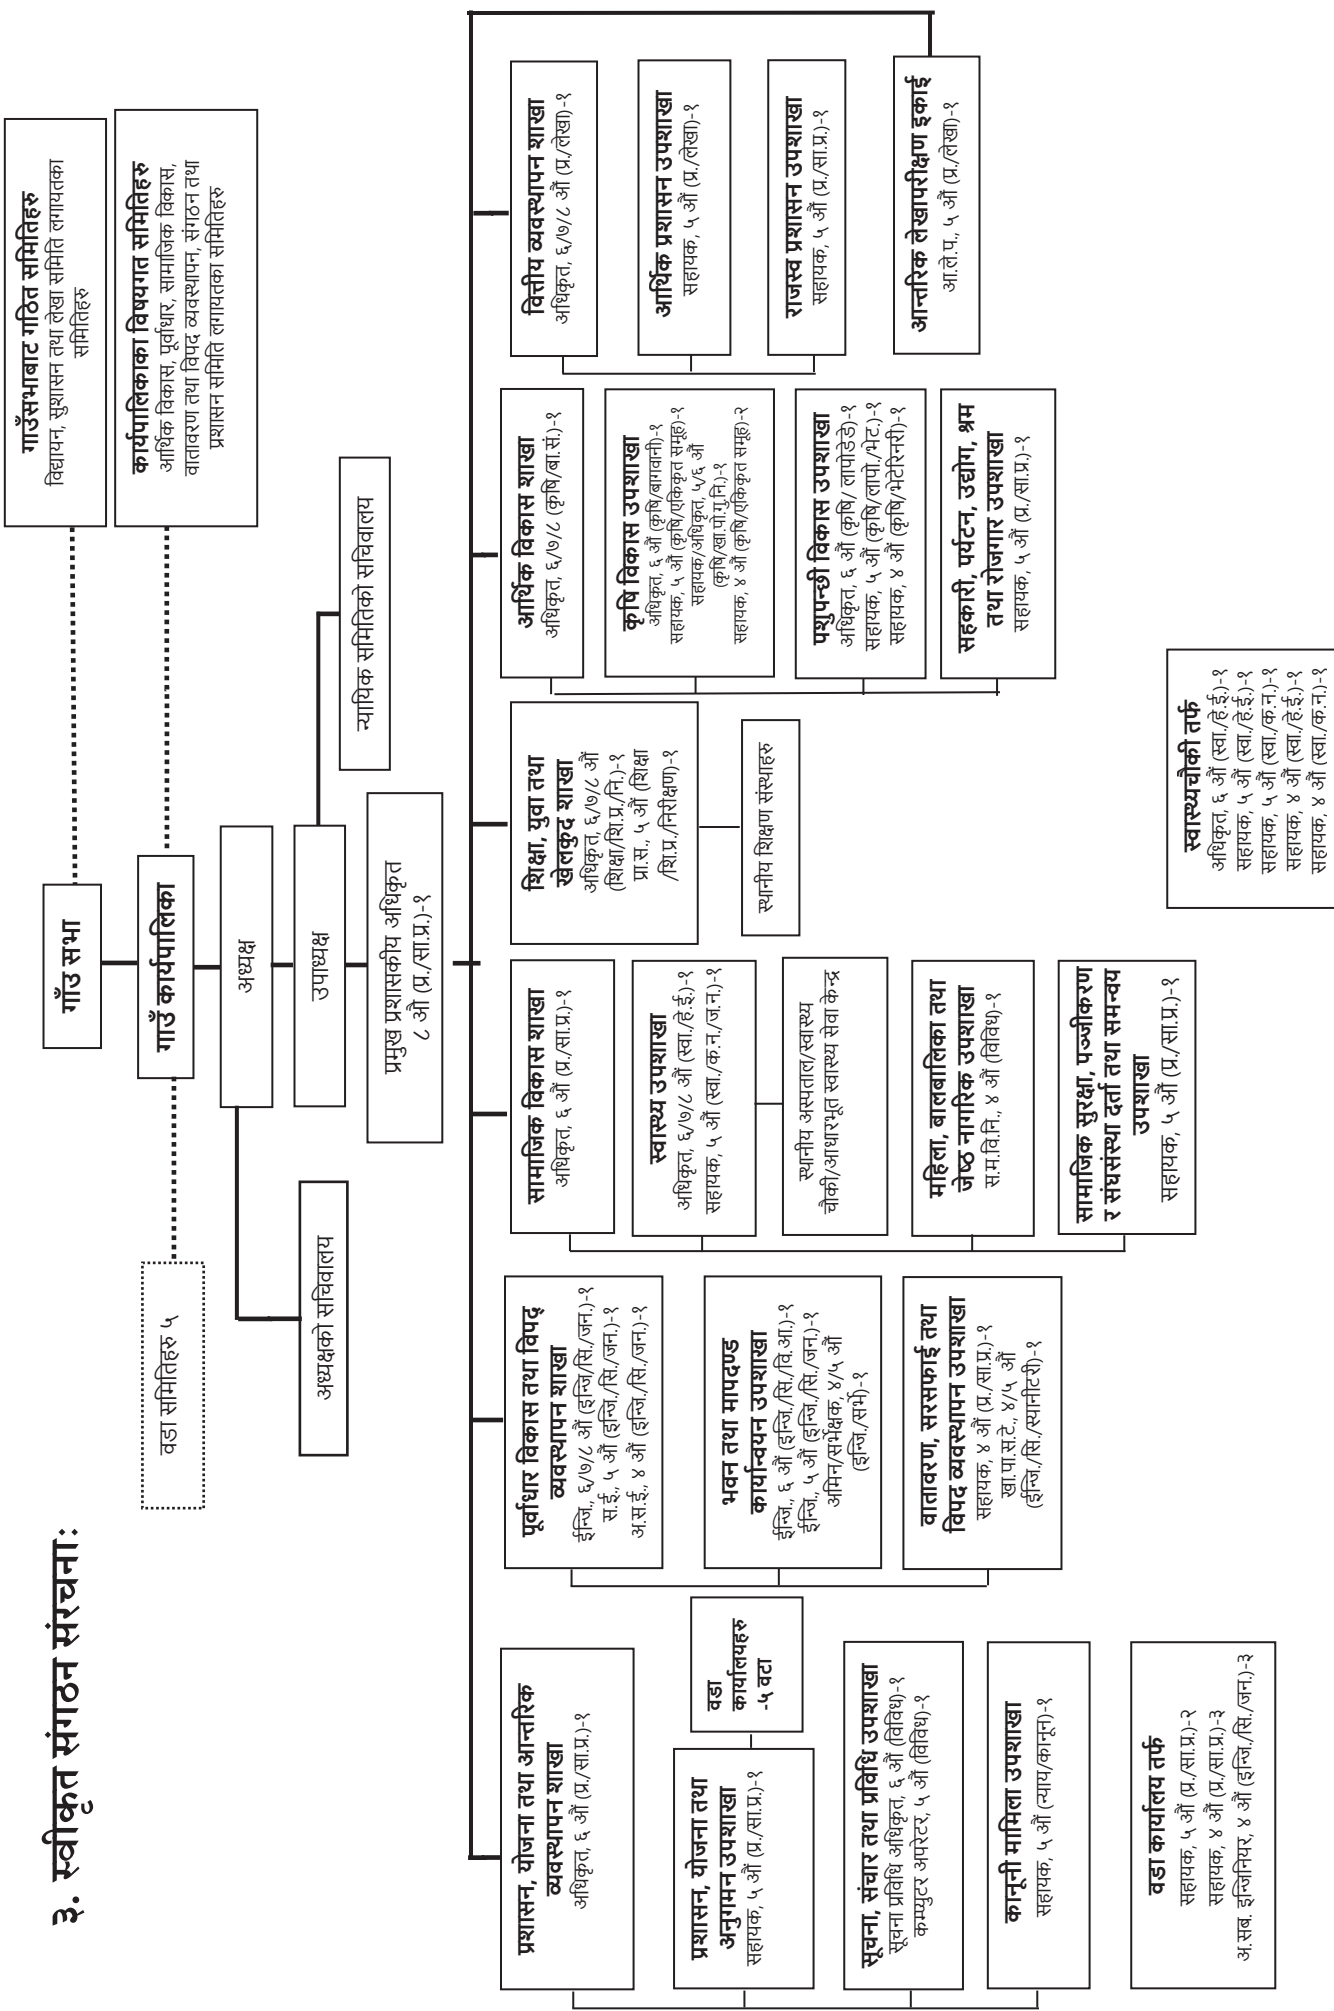 ३. स्वीकृत संगठन संरचनाः
गाउँ सभा
गाउँसभाबाट गठित समितिहरु
विद्यायन, सुशासन तथा लेखा समिति लगायतका
समितिहरु
वडा समितिहरु ५
गाउँ कार्यपालिका
कार्यपालिकाका विषयगत समितिहरु
आर्थिक विकास, पूर्वाधार, सामाजिक विकास,
वातावरण तथा विपद व्यवस्थापन, संगठन तथा
प्रशासन समिति लगायतका समितिहरु
अध्यक्ष
अध्यक्षको सचिवालय
उपाध्यक्ष
न्यायिक समितिको सचिवालय
प्रमुख प्रशासकीय अधिकृत
८ औं (प्र./सा.प्र.)-१
प्रशासन, योजना तथा आन्तरिक
व्यवस्थापन शाखा
अधिकृत, ६ औं (प्र./सा.प्र.)-१
प्रशासन, योजना तथा
अनुगमन उपशाखा
सहायक, ५ औं (प्र./सा.प्र.)-१
वडा
कार्यालयहरु
-५ वटा
सूचना, संचार तथा प्रविधि उपशाखा
सूचना प्रविधि अधिकृत, ६ औं (विविध)-१
कम्प्युटर अपरेटर, ५ औं (विविध)-१
कानूनी मामिला उपशाखा
सहायक, ५ औं (न्याय/कानून)-१
वडा कार्यालय तर्फ
सहायक, ५ औं (प्र./सा.प्र.)-२
सहायक, ४ औं (प्र./सा.प्र.)-३
अ.सब. इन्जिनियर, ४ औं (इन्जि./सि./जन.)-३
पूर्वाधार विकास तथा विपद्
व्यवस्थापन शाखा
ईन्जि., ६/७/८ औं (इन्जि/सि./जन.)-१
स.ई., ५ औं (इन्जि./सि./जन.)-१
अ.स.ई., ४ औं (इन्जि./सि./जन.)-१
भवन तथा मापदण्ड
कार्यान्वयन उपशाखा
ईन्जि., ६ औं (इन्जि./सि./वि.आ.)-१
ईन्जि., ५ औं (इन्जि./सि./जन.)-१
अमिन/सर्भेक्षक, ४/५ औं
(इन्जि./सर्भे)-१
वातावरण, सरसफाई तथा
विपद व्यवस्थापन उपशाखा
सहायक, ४ औं (प्र./सा.प्र.)-१
खा.पा.स.टे., ४/५ औं
(ईन्जि./सि./स्यानीटरी)-१
सामाजिक विकास शाखा
अधिकृत, ६ औं (प्र./सा.प्र.)-१
स्वास्थ्य उपशाखा
अधिकृत, ६/७/८ औं (स्वा./हे.ई.)-१
सहायक, ५ औं (स्वा./क.न./ज.न.)-१
स्थानीय अस्पताल/स्वास्थ्य
चौकी/आधारभूत स्वास्थ्य सेवा केन्द्र
महिला, बालबालिका तथा
जेष्ठ नागरिक उपशाखा
स.म.वि.नि., ४ औं (विविध)-१
सामाजिक सुरक्षा, पञ्जीकरण
र संघसंस्था दर्ता तथा समन्वय
उपशाखा
सहायक, ५ औं (प्र./सा.प्र.)-१
शिक्षा, युवा तथा
खेलकुद शाखा
अधिकृत, ६/७/८ औं
(शिक्षा/शि.प्र./नि.)-१
प्रा.स., ५ औं (शिक्षा
/शि.प्र./निरीक्षण)-१
स्थानीय शिक्षण संस्थाहरु
स्वास्थ्यचौकी तर्फ
अधिकृत, ६ औं (स्वा./हे.ई.)-१
सहायक, ५ औं (स्वा./हे.ई.)-१
सहायक, ५ औं (स्वा./क.न.)-१
सहायक, ४ औं (स्वा./हे.ई.)-१
सहायक, ४ औं (स्वा./क.न.)-१
आर्थिक विकास शाखा
अधिकृत, ६/७/८ (कृषि/बा.सं.)-१
कृषि विकास उपशाखा
अधिकृत, ६ औं (कृषि/बागवानी)-१
सहायक, ५ औं (कृषि/एकिकृत समूह)-१
सहायक/अधिकृत, ५/६ औं
(कृषि/खा.पो.गु.नि.)-१
सहायक, ४ औं (कृषि/एकिकृत समूह)-२
पशुपन्छी विकास उपशाखा
अधिकृत, ६ औं (कृषि/ लापोडेडे)-१
सहायक, ५ औं (कृषि/लापो./भेट.)-१
सहायक, ४ औं (कृषि/भेटेरिनरी)-१
सहकारी, पर्यटन, उद्योग, श्रम
तथा रोजगार उपशाखा
सहायक, ५ औं (प्र./सा.प्र.)-१
वित्तीय व्यवस्थापन शाखा
अधिकृत, ६/७/८ औं (प्र./लेखा)-१
आर्थिक प्रशासन उपशाखा
सहायक, ५ औं (प्र./लेखा)-१
राजस्व प्रशासन उपशाखा
सहायक, ५ औं (प्र./सा.प्र.)-१
आन्तरिक लेखापरीक्षण इकाई
आ.ले.प., ५ औं (प्र./लेखा)-१